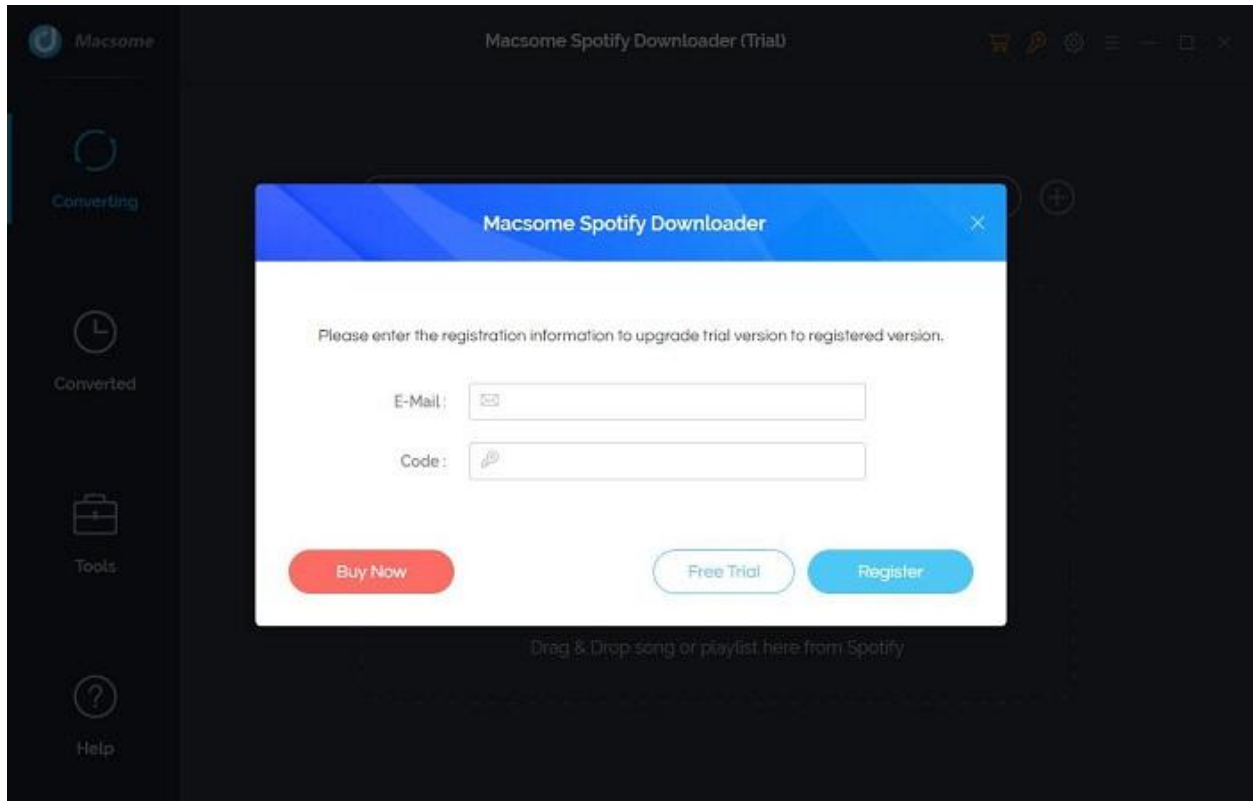 Macsome
Macsome Spotify Downloader (Trial)
Converting
Converted
Tools
Help
Macsome Spotify Downloader
Please enter the registration information to upgrade trial version to registered version.
E-Mail :
Code :
Buy Now
Free Trial
Register
Drag & Drop song or playlist here from Spotify